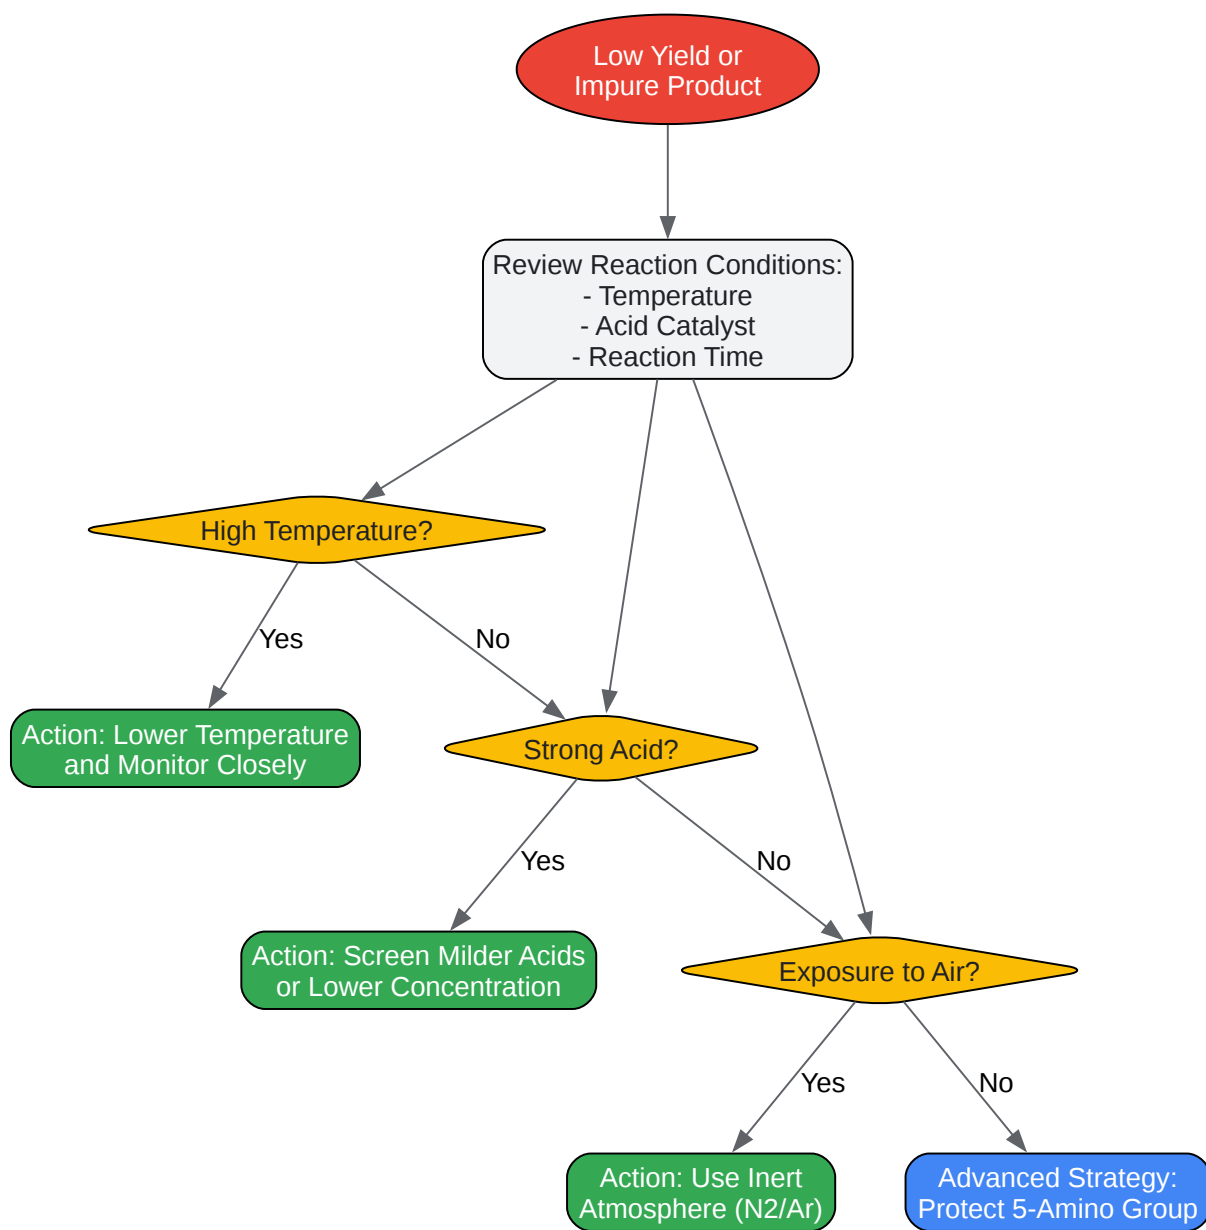 Low Yield or
Impure Product
Review Reaction Conditions:
- Temperature
- Acid Catalyst
- Reaction Time
High Temperature?
Yes
No
Action: Lower Temperature
and Monitor Closely
Strong Acid?
Yes
No
Action: Screen Milder Acids
or Lower Concentration
Exposure to Air?
Yes
No
Action: Use Inert
Atmosphere (N2/Ar)
Advanced Strategy:
Protect 5-Amino Group